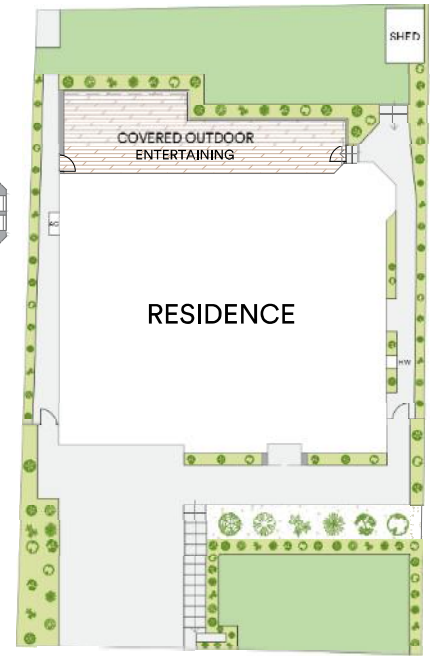 SHED
COVERED OUTDOOR
ENTERTAINING
AC
RESIDENCE
HW